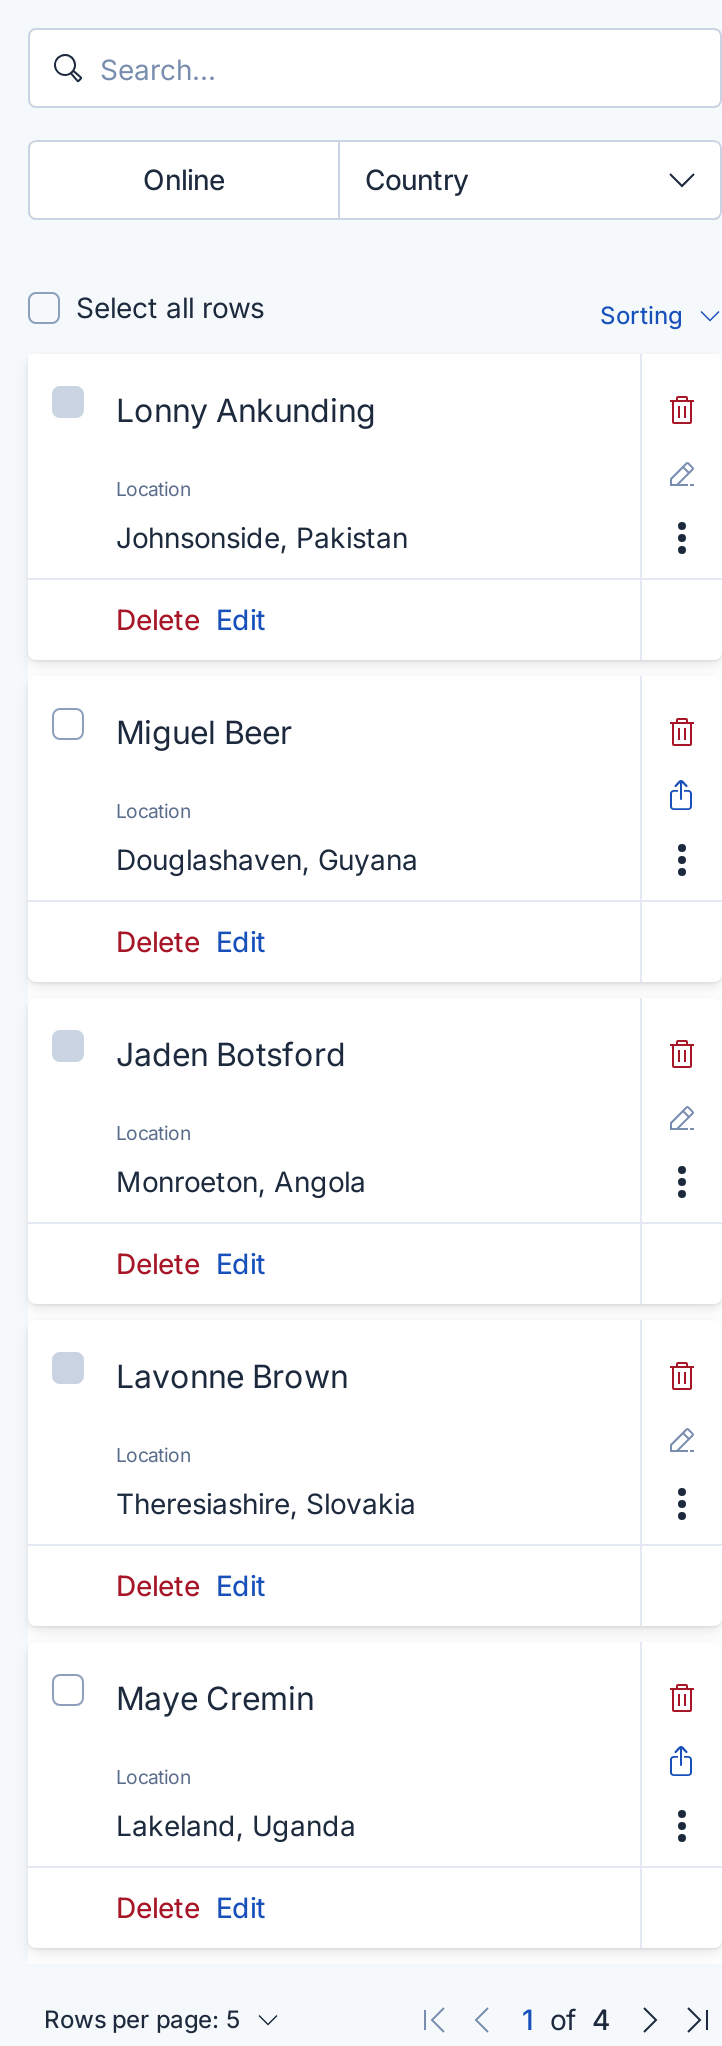 Search...
Online Country
Select all rows Sorting
Lonny Ankunding
Location
Johnsonside, Pakistan
Delete Edit
Miguel Beer
Location
Douglashaven, Guyana
Delete Edit
Jaden Botsford
Location
Monroeton, Angola
Delete Edit
Lavonne Brown
Location
Theresiashire, Slovakia
Delete Edit
Maye Cremin
Location
Lakeland, Uganda
Delete Edit
Rows per page: 5 1 of 4